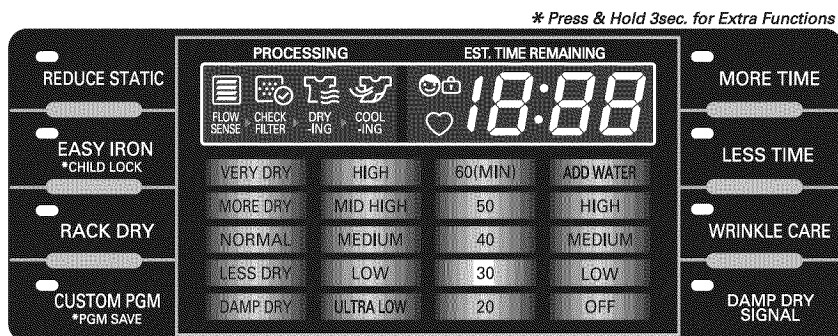 * Press & Hold 3sec. for Extra Functions
PROCESSING EST. TIME REMAINING
REDUCE STATIC
EASY IRON
*CHILD LOCK
RACK DRY
CUSTOM PGM
*PGM SAVE
FLOW SENSE
CHECK FILTER
DRY -ING
COOL -ING
18:88
VERY DRY HIGH 60(MIN) ADD WATER
MORE DRY MID HIGH 50 HIGH
NORMAL MEDIUM 40 MEDIUM
LESS DRY LOW 30 LOW
DAMP DRY ULTRA LOW 20 OFF
MORE TIME
LESS TIME
WRINKLE CARE
DAMP DRY
SIGNAL